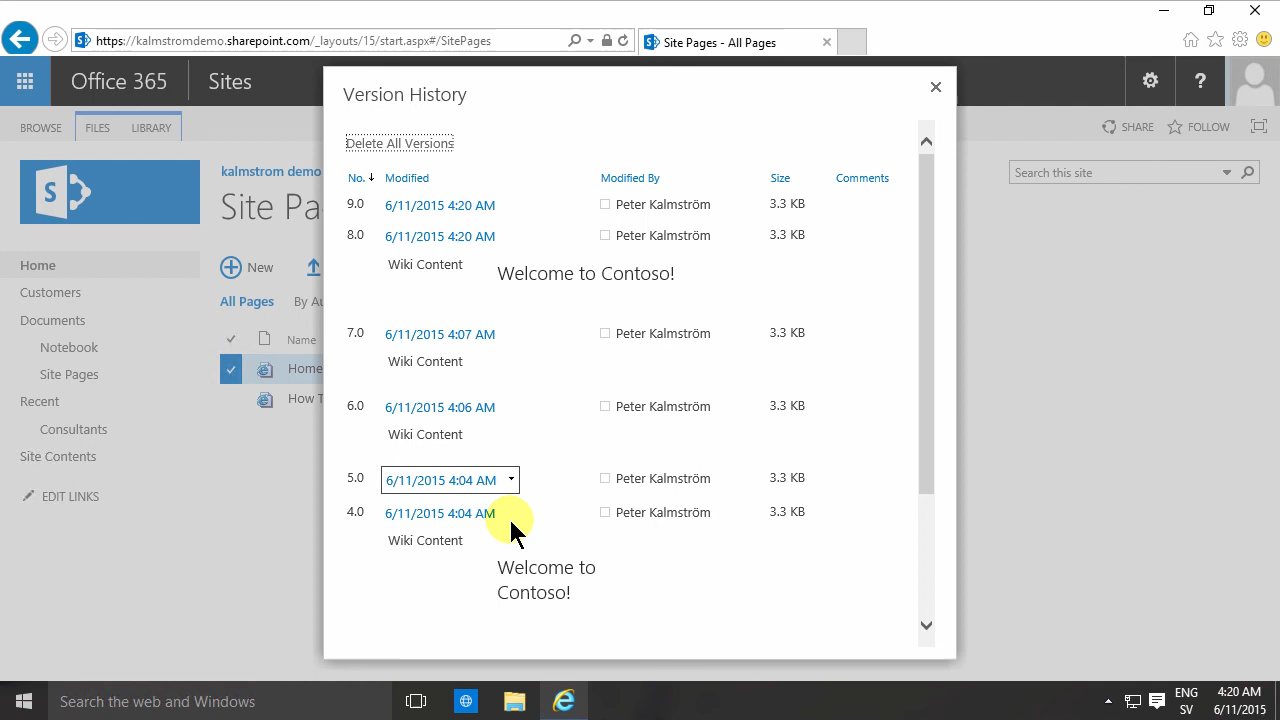 https://kalmstromdemo.sharepoint.com/_layouts/15/start.aspx#/SitePages
Site Pages - All Pages
Office 365
Sites
?
BROWSE
FILES
LIBRARY
SHARE
FOLLOW
S
kalmstrom demo
Site Pa
Search this site
Home
Customers
Documents
Notebook
Site Pages
Recent
Consultants
Site Contents
EDIT LINKS
New
All Pages
By Au
Name
Home
How T
Version History
Delete All Versions
No. Modified Modified By Size Comments
9.0 6/11/2015 4:20 AM Peter Kalmström 3.3 KB
8.0 6/11/2015 4:20 AM Peter Kalmström 3.3 KB
Wiki Content
Welcome to Contoso!
7.0 6/11/2015 4:07 AM Peter Kalmström 3.3 KB
Wiki Content
6.0 6/11/2015 4:06 AM Peter Kalmström 3.3 KB
Wiki Content
5.0 6/11/2015 4:04 AM Peter Kalmström 3.3 KB
4.0 6/11/2015 4:04 AM Peter Kalmström 3.3 KB
Wiki Content
Welcome to
Contoso!
Search the web and Windows
ENG
SV
4:20 AM
6/11/2015